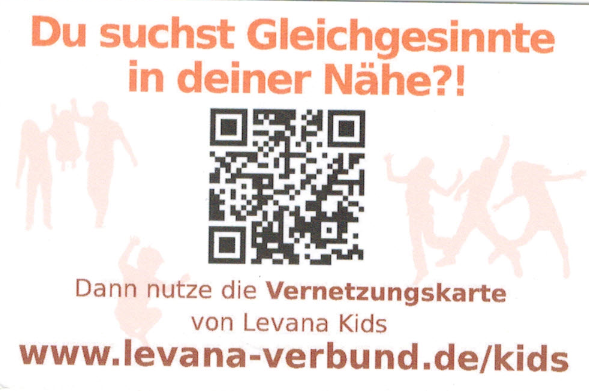 Du suchst Gleichgesinnte
in deiner Nähe?!
Dann nutze die Vernetzungskarte
von Levana Kids
www.levana-verbund.de/kids